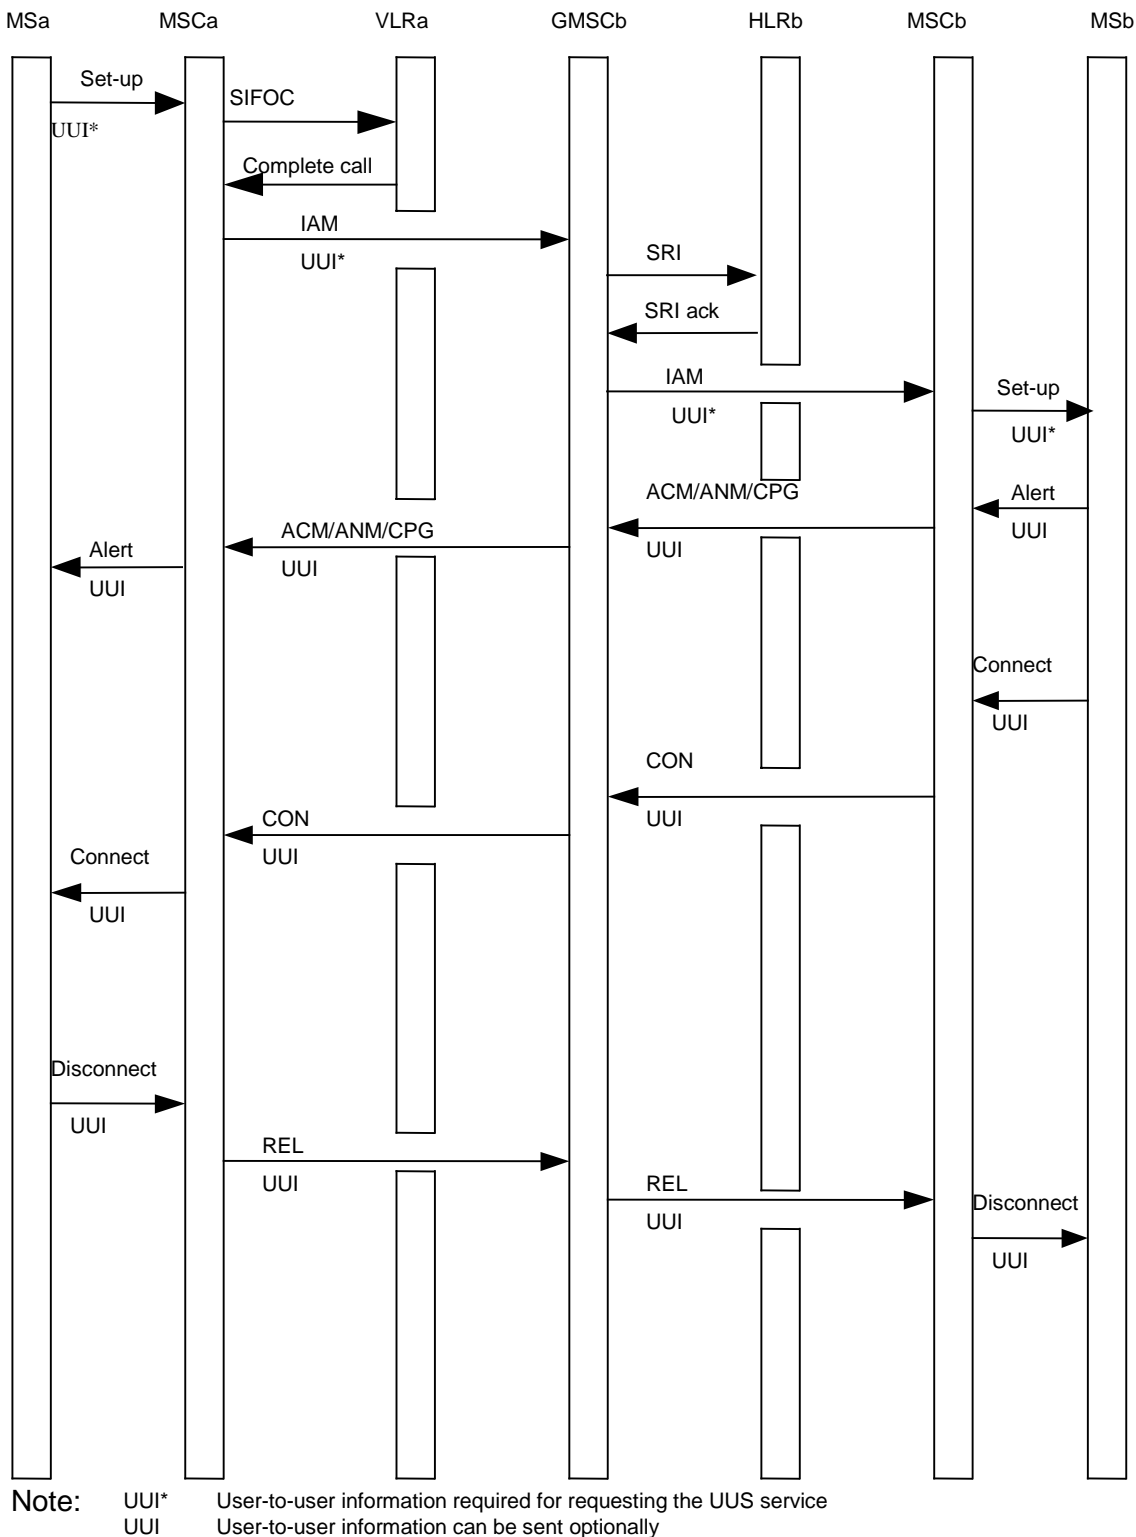 MSa MSCa VLRa GMSCb HLRb MSCb MSb
Set-up
UUI*
SIFOC
Complete call
IAM
UUI*
SRI
SRI ack
IAM
UUI*
Set-up
UUI*
Alert
UUI
ACM/ANM/CPG
UUI
ACM/ANM/CPG
UUI
Alert
UUI
Connect
UUI
CON
UUI
CON
UUI
Connect
UUI
Disconnect
UUI
REL
UUI
REL
UUI
Disconnect
UUI
Note: UUI* User-to-user information required for requesting the UUS service
UUI User-to-user information can be sent optionally